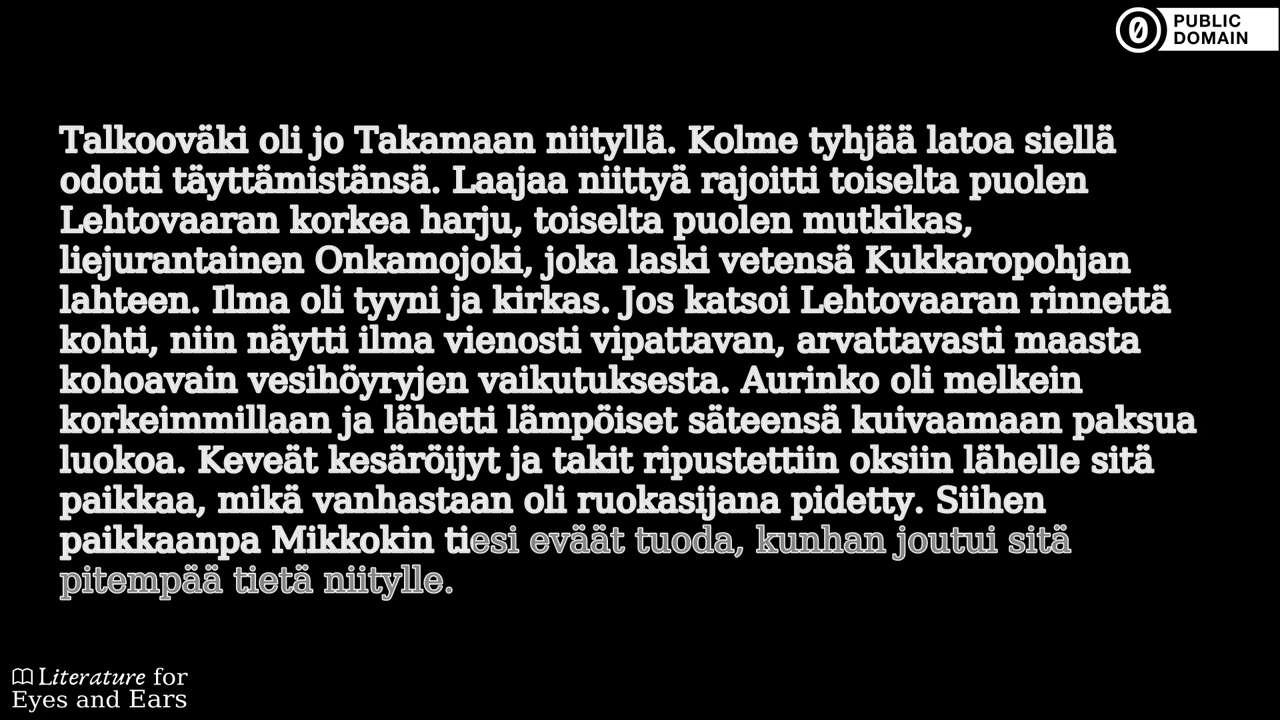 PUBLIC
DOMAIN
Talkooväki oli jo Takamaan niityllä. Kolme tyhjää latoa siellä
odotti täyttämistänsä. Laajaa niittyä rajoitti toiselta puolen
Lehtovaaran korkea harju, toiselta puolen mutkikas,
liejurantainen Onkamojoki, joka laski vetensä Kukkaropohjan
lahteen. Ilma oli tyyni ja kirkas. Jos katsoi Lehtovaaran rinnettä
kohti, niin näytti ilma vienosti vipattavan, arvattavasti maasta
kohoavain vesihöyryjen vaikutuksesta. Aurinko oli melkein
korkeimmillaan ja lähetti lämpöiset säteensä kuivaamaan paksua
luokoa. Keveät kesäröijyt ja takit ripustettiin oksiin lähelle sitä
paikkaa, mikä vanhastaan oli ruokasijana pidetty. Siihen
paikkaanpa Mikkokin tiesi eväät tuoda, kunhan joutui sitä
pitempää tietä niitylle.
Literature for
Eyes and Ears